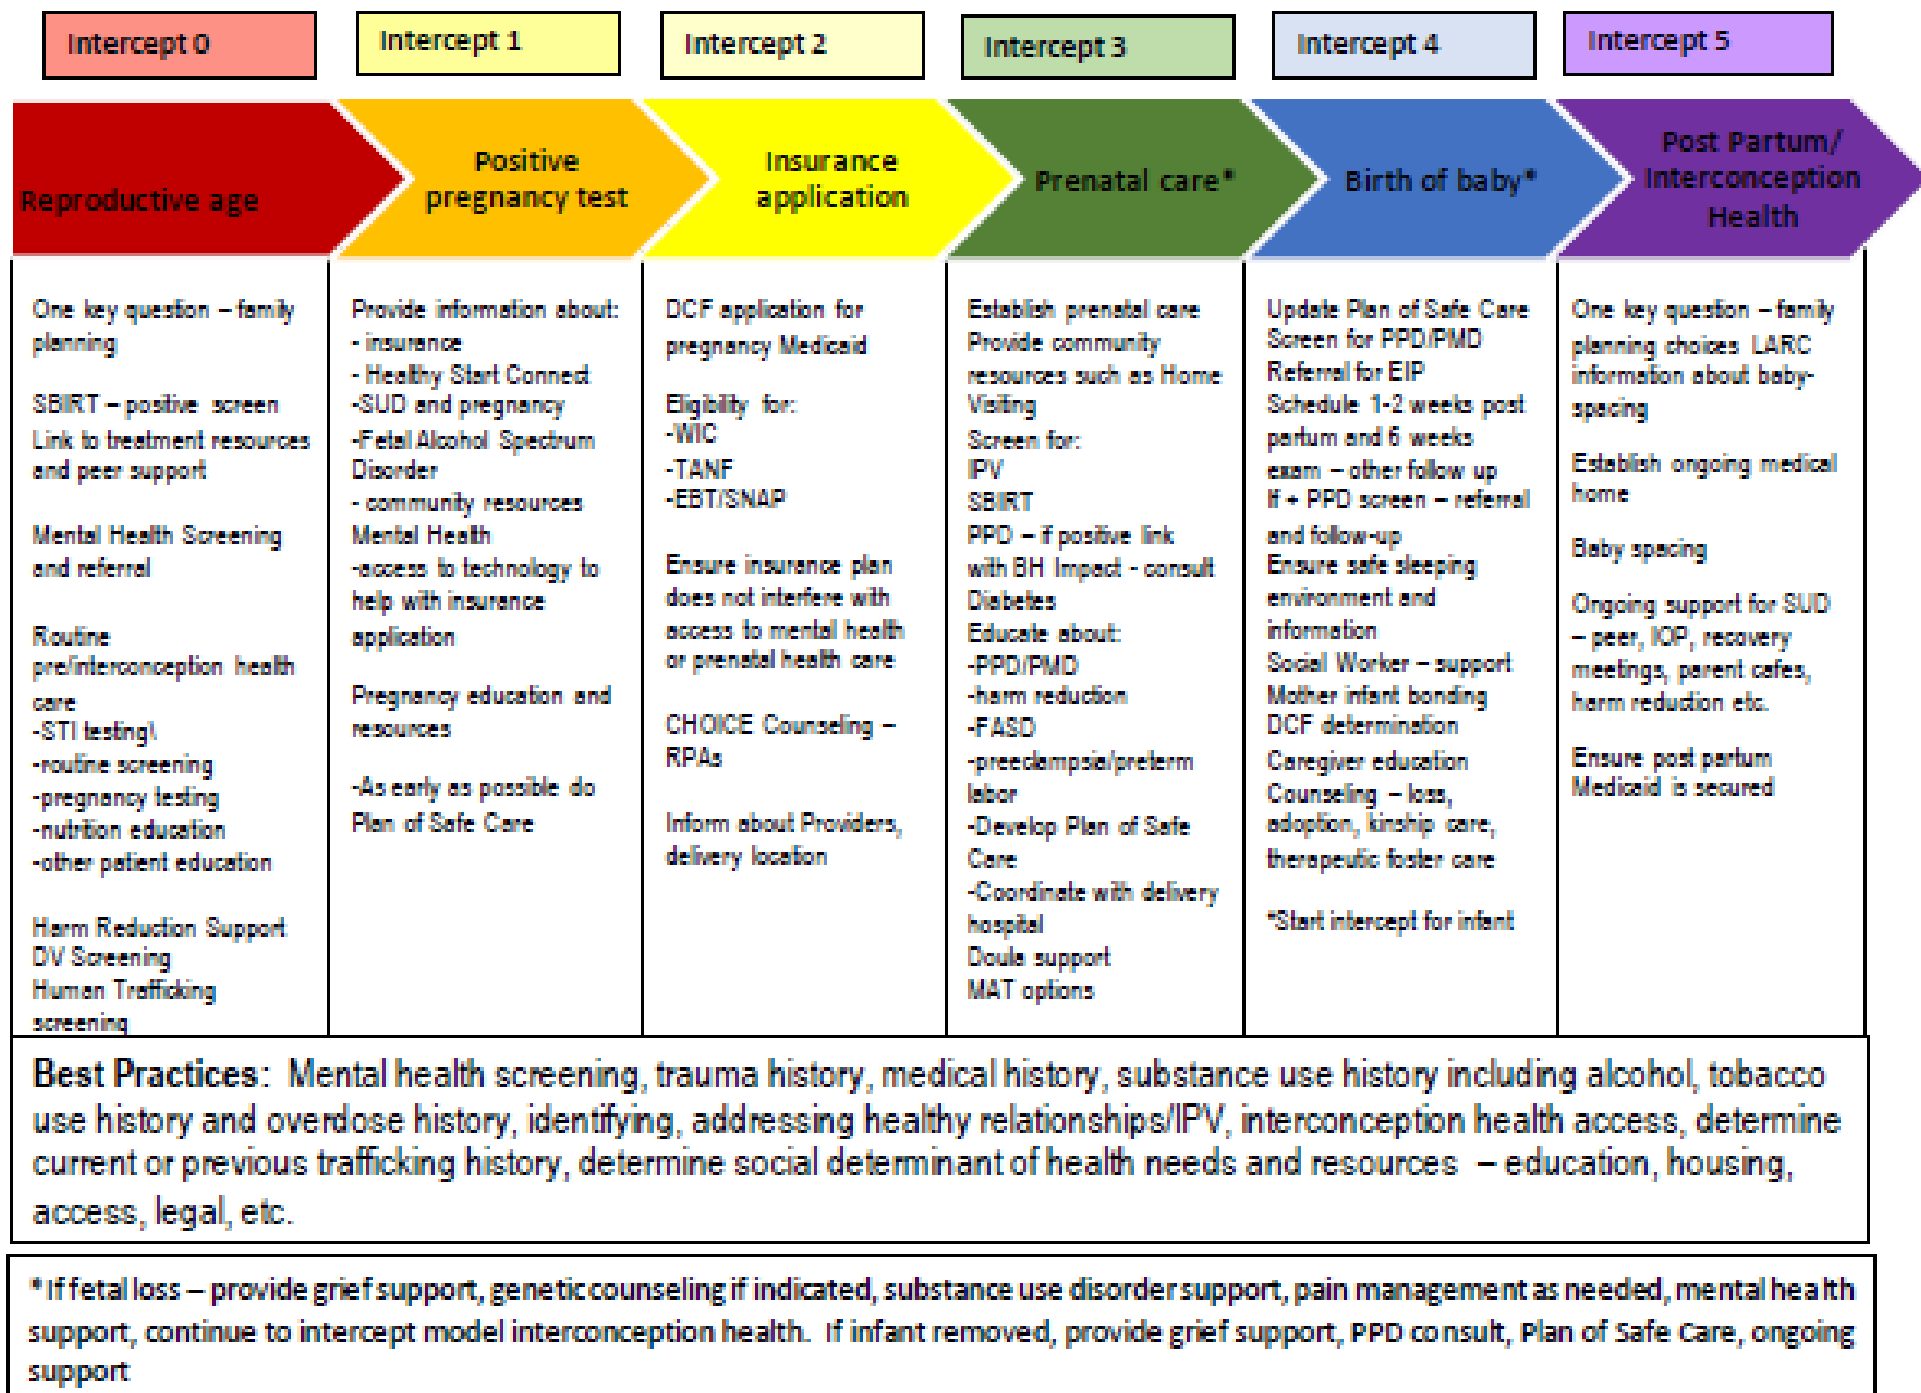 Intercept 0
Intercept 1
Intercept 2
Intercept 3
Intercept 4
Intercept 5
Reproductive age
Positive
pregnancy test
Insurance
application
Prenatal care*
Birth of baby*
Post Partum/
Interconception
Health
One key question – family
planning
SBIRT – positive screen
Link to treatment resources
and peer support
Mental Health Screening
and referral
Routine
pre/interconception health
care
-STI testing\
-routine screening
-pregnancy testing
-nutrition education
-other patient education
Harm Reduction Support
DV Screening
Human Trafficking
screening
Provide information about:
- insurance
- Healthy Start Connect
-SUD and pregnancy
-Fetal Alcohol Spectrum
Disorder
- community resources
Mental Health
-access to technology to
help with insurance
application
Pregnancy education and
resources
-As early as possible do
Plan of Safe Care
DCF application for
pregnancy Medicaid
Eligibility for:
-WIC
-TANF
-EBT/SNAP
Ensure insurance plan
does not interfere with
access to mental health
or prenatal health care
CHOICE Counseling –
RPAs
Inform about Providers,
delivery location
Establish prenatal care
Provide community
resources such as Home
Visiting
Screen for:
IPV
SBIRT
PPD – if positive link
with BH Impact - consult
Diabetes
Educate about:
-PPD/PMD
-harm reduction
-FASD
-preeclampsia/preterm
labor
-Develop Plan of Safe
Care
-Coordinate with delivery
hospital
Doula support
MAT options
Update Plan of Safe Care
Screen for PPD/PMD
Referral for EIP
Schedule 1-2 weeks post
partum and 6 weeks
exam – other follow up
If + PPD screen – referral
and follow-up
Ensure safe sleeping
environment and
information
Social Worker – support
Mother infant bonding
DCF determination
Caregiver education
Counseling – loss,
adoption, kinship care,
therapeutic foster care
*Start intercept for infant
One key question – family
planning choices LARC
information about baby-
spacing
Establish ongoing medical
home
Baby spacing
Ongoing support for SUD
– peer, IOP, recovery
meetings, parent cafes,
harm reduction etc.
Ensure post partum
Medicaid is secured
Best Practices: Mental health screening, trauma history, medical history, substance use history including alcohol, tobacco
use history and overdose history, identifying, addressing healthy relationships/IPV, interconception health access, determine
current or previous trafficking history, determine social determinant of health needs and resources – education, housing,
access, legal, etc.
*If fetal loss – provide grief support, genetic counseling if indicated, substance use disorder support, pain management as needed, mental health
support, continue to intercept model interconception health. If infant removed, provide grief support, PPD consult, Plan of Safe Care, ongoing
support